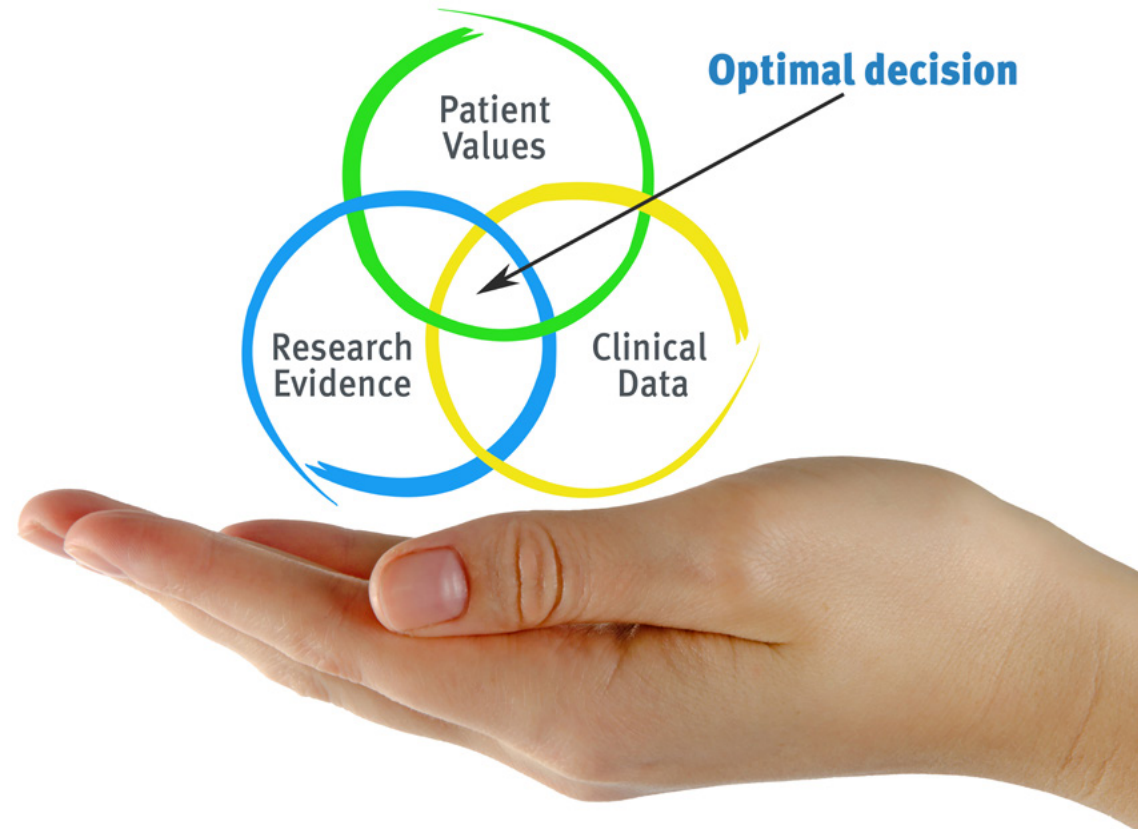 Optimal decision
Patient
Values
Research
Evidence
Clinical
Data